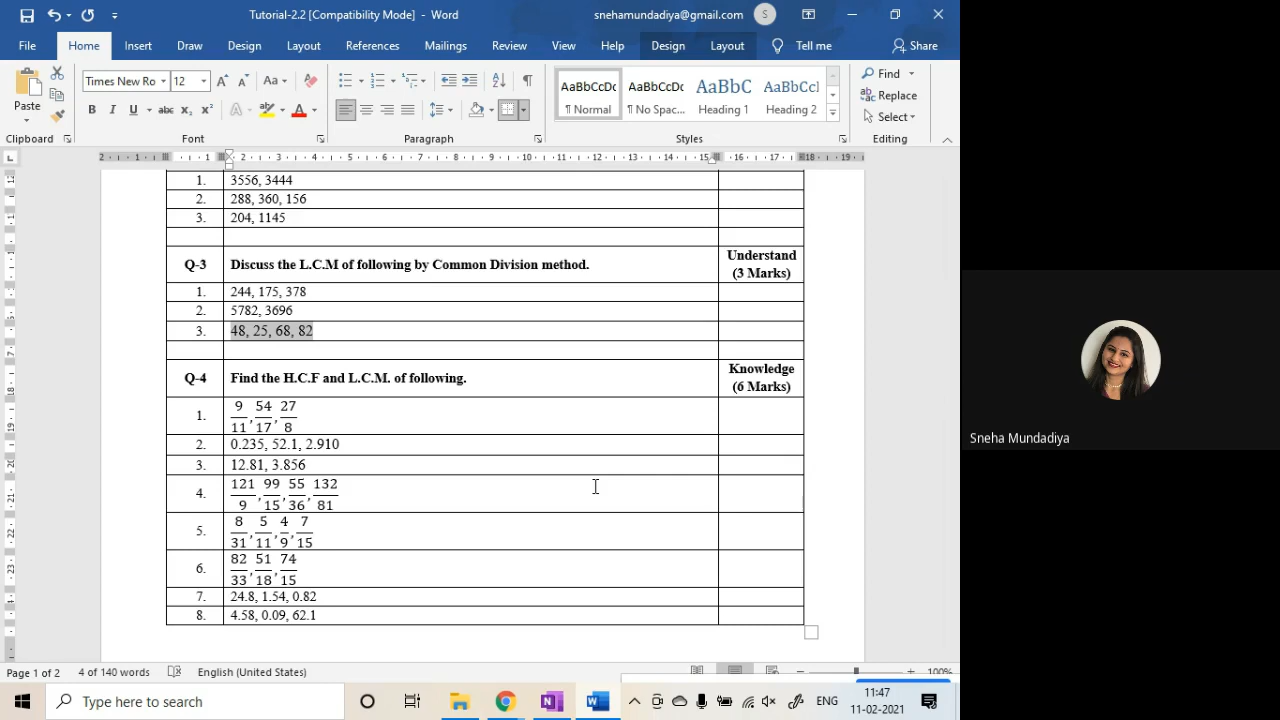 Tutorial-2.2 [Compatibility Mode] - Word
snehamundadiya@gmail.com
S
File Home Insert Draw Design Layout References Mailings Review View Help Design Layout Tell me Share
Times New Ro 12
Paste
Find
Replace
Select
AaBbCcDc AaBbCcDc AaBbC AaBbCcl
¶ Normal ¶ No Spac... Heading 1 Heading 2
Clipboard Font Paragraph Styles Editing
1. 3556, 3444
2. 288, 360, 156
3. 204, 1145
Q-3 Discuss the L.C.M of following by Common Division method. Understand (3 Marks)
1. 244, 175, 378
2. 5782, 3696
3. 48, 25, 68, 82
Q-4 Find the H.C.F and L.C.M. of following. Knowledge (6 Marks)
1. 9/11, 54/17, 27/8
2. 0.235, 52.1, 2.910
3. 12.81, 3.856
4. 121/9, 99/15, 55/36, 132/81
5. 8/31, 5/11, 4/9, 7/15
6. 82/33, 51/18, 74/15
7. 24.8, 1.54, 0.82
8. 4.58, 0.09, 62.1
Page 1 of 2 4 of 140 words English (United States) 100%
Type here to search
ENG
11:47
11-02-2021
Sneha Mundadiya